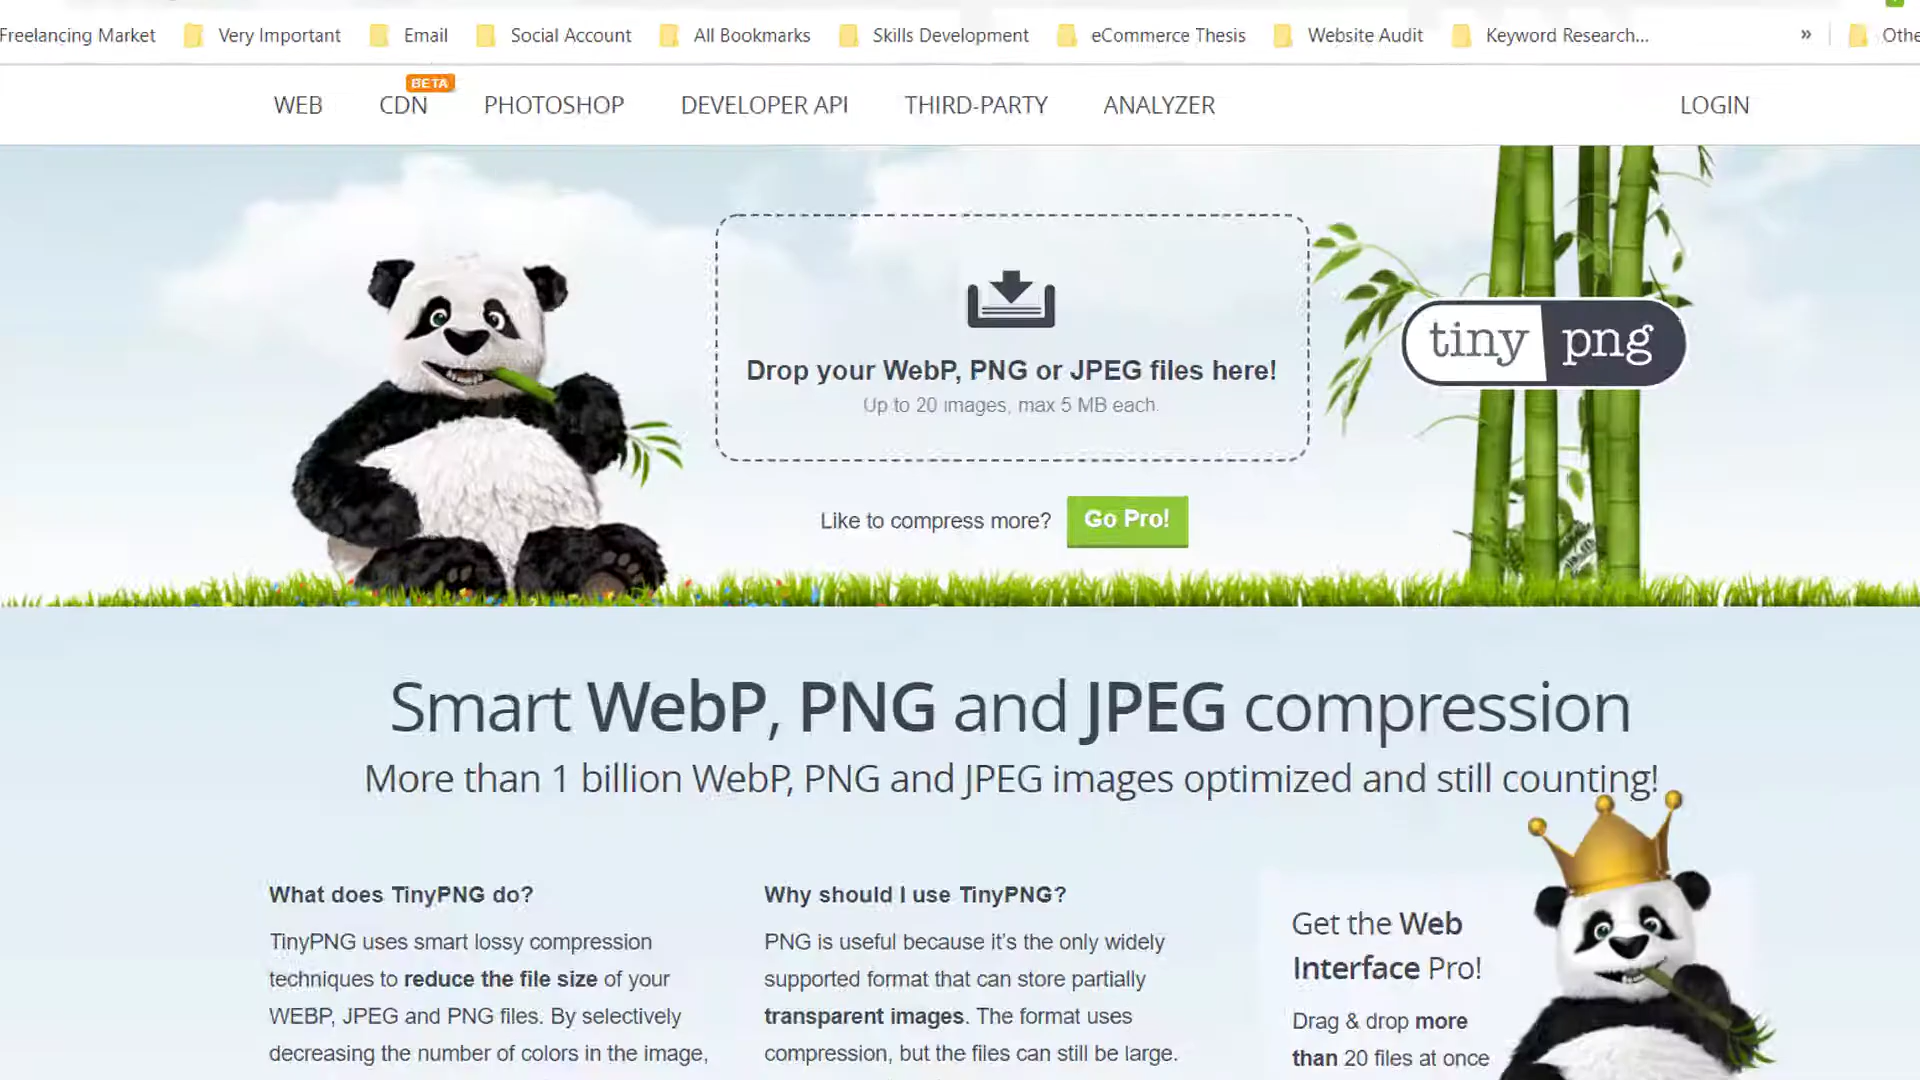 Freelancing Market Very Important Email Social Account All Bookmarks Skills Development eCommerce Thesis Website Audit Keyword Research... » Othe
BETA
WEB CDN PHOTOSHOP DEVELOPER API THIRD-PARTY ANALYZER LOGIN
Drop your WebP, PNG or JPEG files here!
Up to 20 images, max 5 MB each.
tiny png
Like to compress more? Go Pro!
Smart WebP, PNG and JPEG compression
More than 1 billion WebP, PNG and JPEG images optimized and still counting!
What does TinyPNG do?
TinyPNG uses smart lossy compression
techniques to reduce the file size of your
WEBP, JPEG and PNG files. By selectively
decreasing the number of colors in the image,
Why should I use TinyPNG?
PNG is useful because it's the only widely
supported format that can store partially
transparent images. The format uses
compression, but the files can still be large.
Get the Web
Interface Pro!
Drag & drop more
than 20 files at once